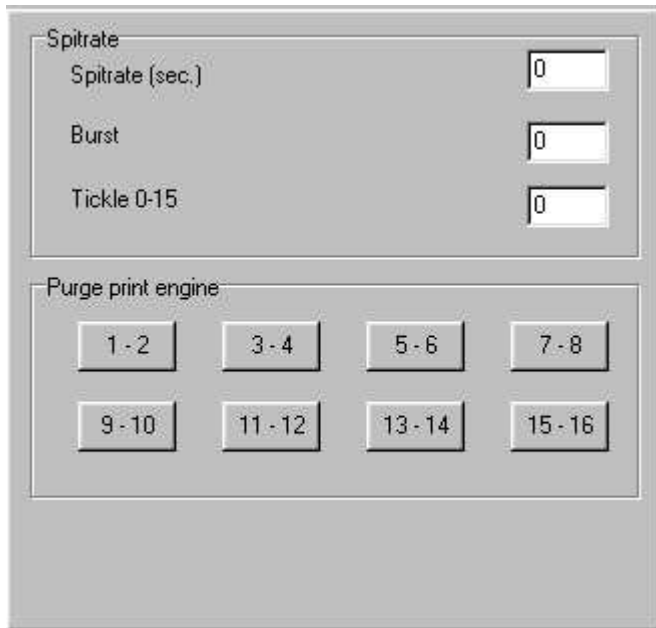 Spitrate
Spitrate (sec.) 0
Burst 0
Tickle 0-15 0
Purge print engine
1 - 2 3 - 4 5 - 6 7 - 8
9 - 10 11 - 12 13 - 14 15 - 16